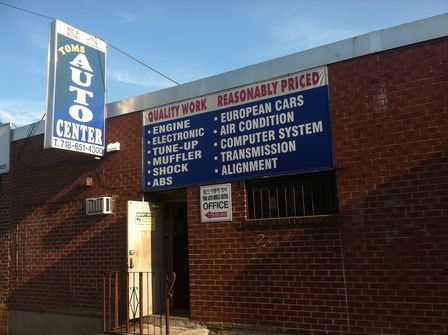 TOMS
AUTO
CENTER
T.718-651-4300
QUALITY WORK REASONABLY PRICED
• ENGINE
• ELECTRONIC
• TUNE-UP
• MUFFLER
• SHOCK
• ABS
• EUROPEAN CARS
• AIR CONDITION
• COMPUTER SYSTEM
• TRANSMISSION
• ALIGNMENT
OFFICE